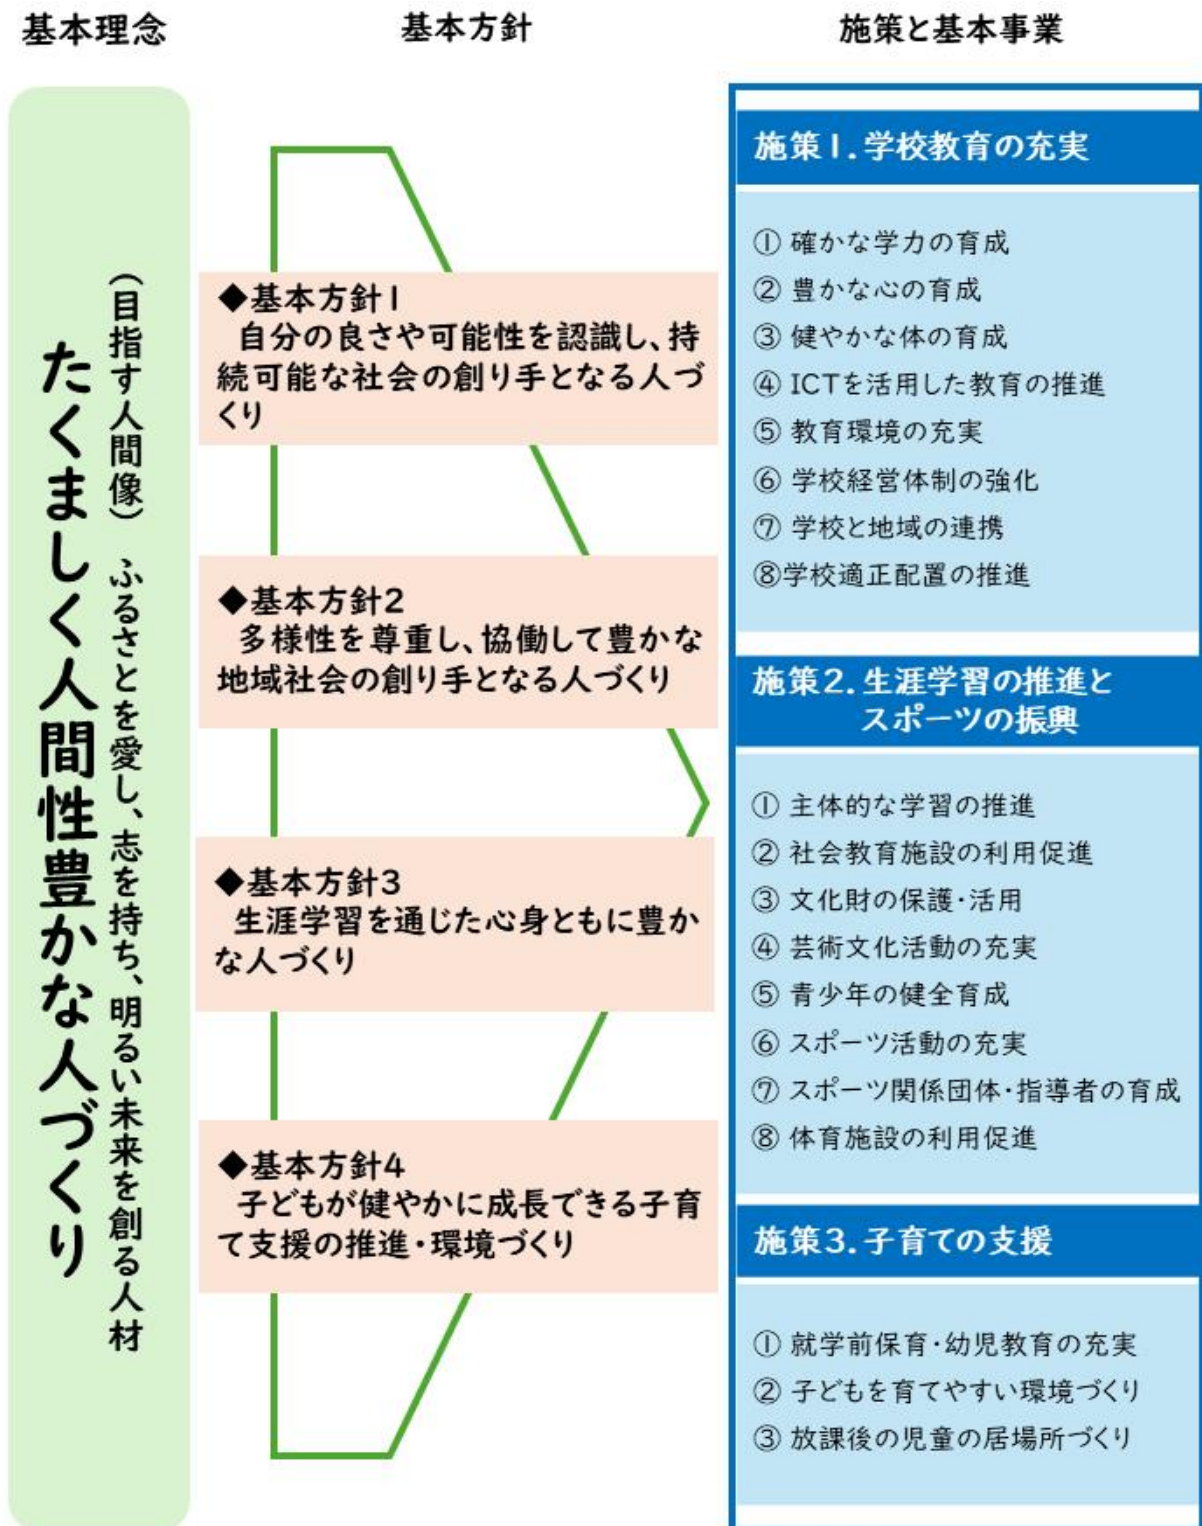 基本理念
基本方針
施策と基本事業
たくましく人間性豊かな人づくり
(目指す人間像) ふるさとを愛し、志を持ち、明るい未来を創る人材
◆基本方針1
自分の良さや可能性を認識し、持
続可能な社会の創り手となる人づ
くり
◆基本方針2
多様性を尊重し、協働して豊かな
地域社会の創り手となる人づくり
◆基本方針3
生涯学習を通じた心身ともに豊か
な人づくり
◆基本方針4
子どもが健やかに成長できる子育
て支援の推進・環境づくり
施策1.学校教育の充実
① 確かな学力の育成
② 豊かな心の育成
③ 健やかな体の育成
④ ICTを活用した教育の推進
⑤ 教育環境の充実
⑥ 学校経営体制の強化
⑦ 学校と地域の連携
⑧学校適正配置の推進
施策2.生涯学習の推進と
スポーツの振興
① 主体的な学習の推進
② 社会教育施設の利用促進
③ 文化財の保護・活用
④ 芸術文化活動の充実
⑤ 青少年の健全育成
⑥ スポーツ活動の充実
⑦ スポーツ関係団体・指導者の育成
⑧ 体育施設の利用促進
施策3.子育ての支援
① 就学前保育・幼児教育の充実
② 子どもを育てやすい環境づくり
③ 放課後の児童の居場所づくり